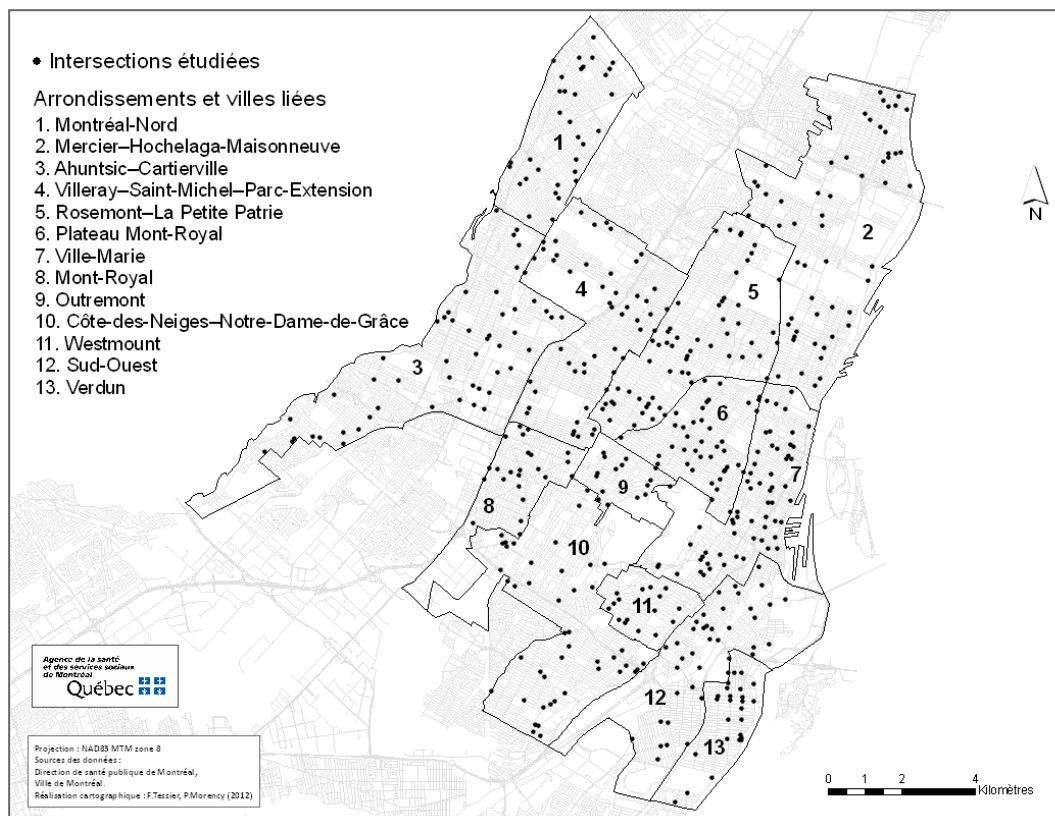 • Intersections étudiées
Arrondissements et villes liées
1. Montréal-Nord
2. Mercier–Hochelaga-Maisonneuve
3. Ahuntsic–Cartierville
4. Villeray–Saint-Michel–Parc-Extension
5. Rosemont–La Petite Patrie
6. Plateau Mont-Royal
7. Ville-Marie
8. Mont-Royal
9. Outremont
10. Côte-des-Neiges–Notre-Dame-de-Grâce
11. Westmount
12. Sud-Ouest
13. Verdun
1
2
N
4
5
3
6
7
9
8
10
11
12
13
Agence de la santé
et des services sociaux
de Montréal
Québec
Projection : NAD83 MTM zone 8
Sources des données :
Direction de santé publique de Montréal,
Ville de Montréal.
Réalisation cartographique : F.Tessier, P.Morency (2012)
0 1 2 4
Kilomètres